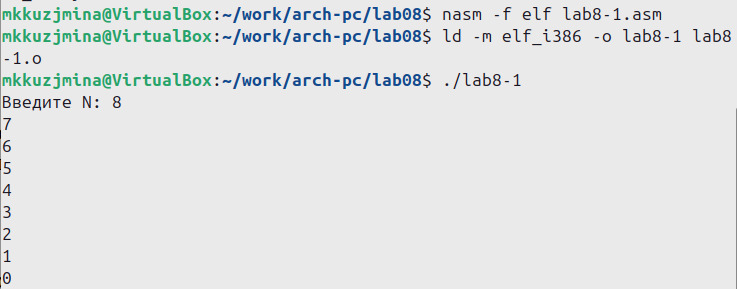 mkkuzjmina@VirtualBox:~/work/arch-pc/lab08$ nasm -f elf lab8-1.asm
mkkuzjmina@VirtualBox:~/work/arch-pc/lab08$ ld -m elf_i386 -o lab8-1 lab8
-1.o
mkkuzjmina@VirtualBox:~/work/arch-pc/lab08$ ./lab8-1
Введите N: 8
7
6
5
4
3
2
1
0